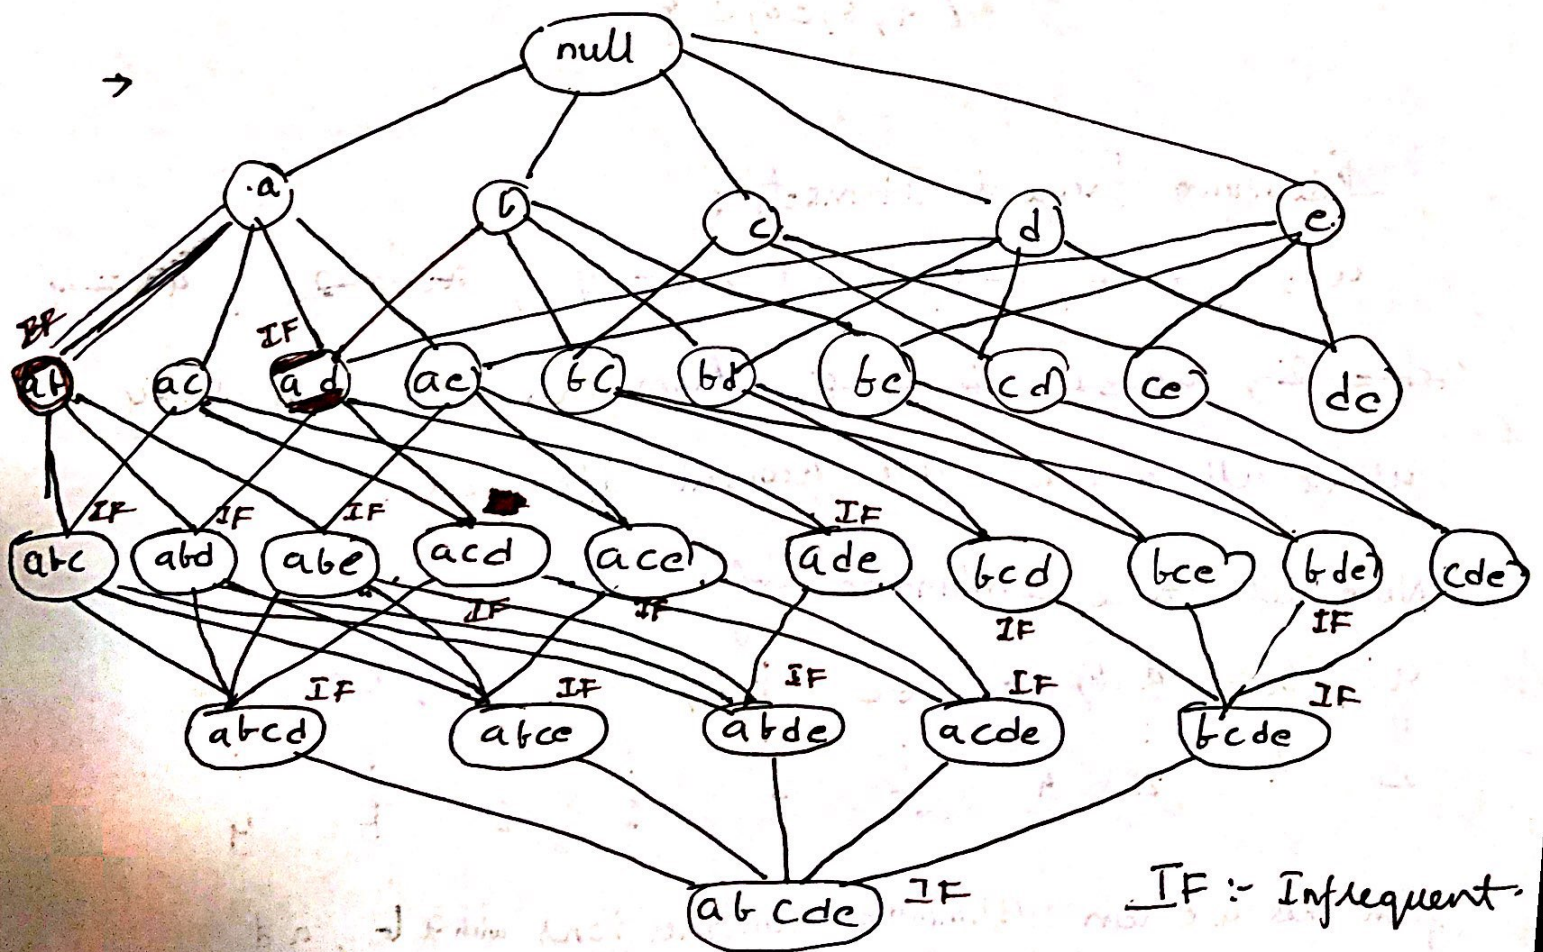 null
→
a b c d e
BF IF
ab ac ad ae bc bd be cd ce de
IF IF IF IF
abc abd abe acd ace ade bcd bce bde cde
IF IF IF IF
IF IF IF IF IF
abcd abce abde acde bcde
abcde IF IF :- Infrequent.